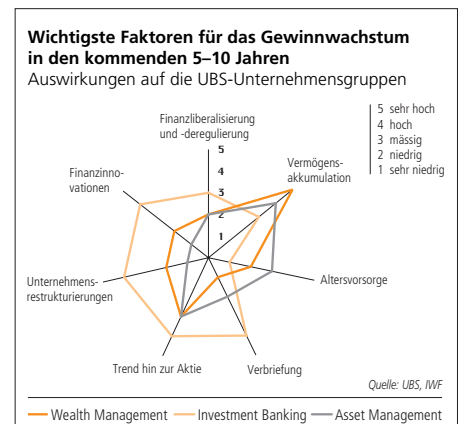 Wichtigste Faktoren für das Gewinnwachstum
in den kommenden 5–10 Jahren
Auswirkungen auf die UBS-Unternehmensgruppen
Finanzliberalisierung
und -deregulierung
5 sehr hoch
4 hoch
3 mässig
2 niedrig
1 sehr niedrig
5
4
3
2
1
Vermögens-
akkumulation
Finanzinno-
vationen
Altersvorsorge
Unternehmens-
restrukturierungen
Trend hin zur Aktie
Verbriefung
Quelle: UBS, IWF
Wealth Management Investment Banking Asset Management